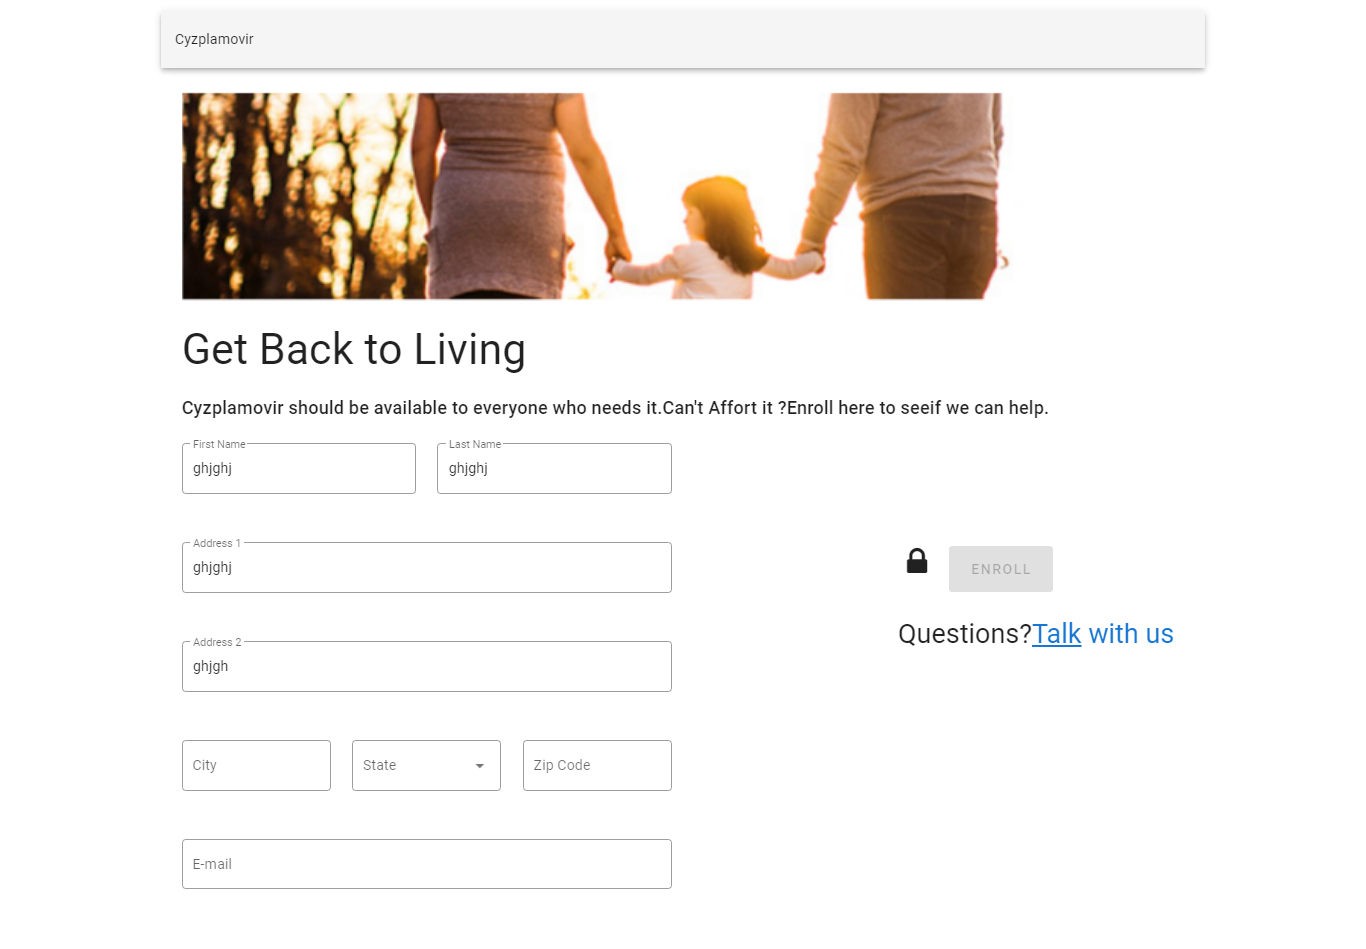 Cyzplamovir
Get Back to Living
Cyzplamovir should be available to everyone who needs it.Can't Affort it ?Enroll here to seeif we can help.
First Name
Last Name
ghjghj
ghjghj
Address 1
ghjghj
ENROLL
Questions?Talk with us
Address 2
ghjgh
City
State
Zip Code
E-mail